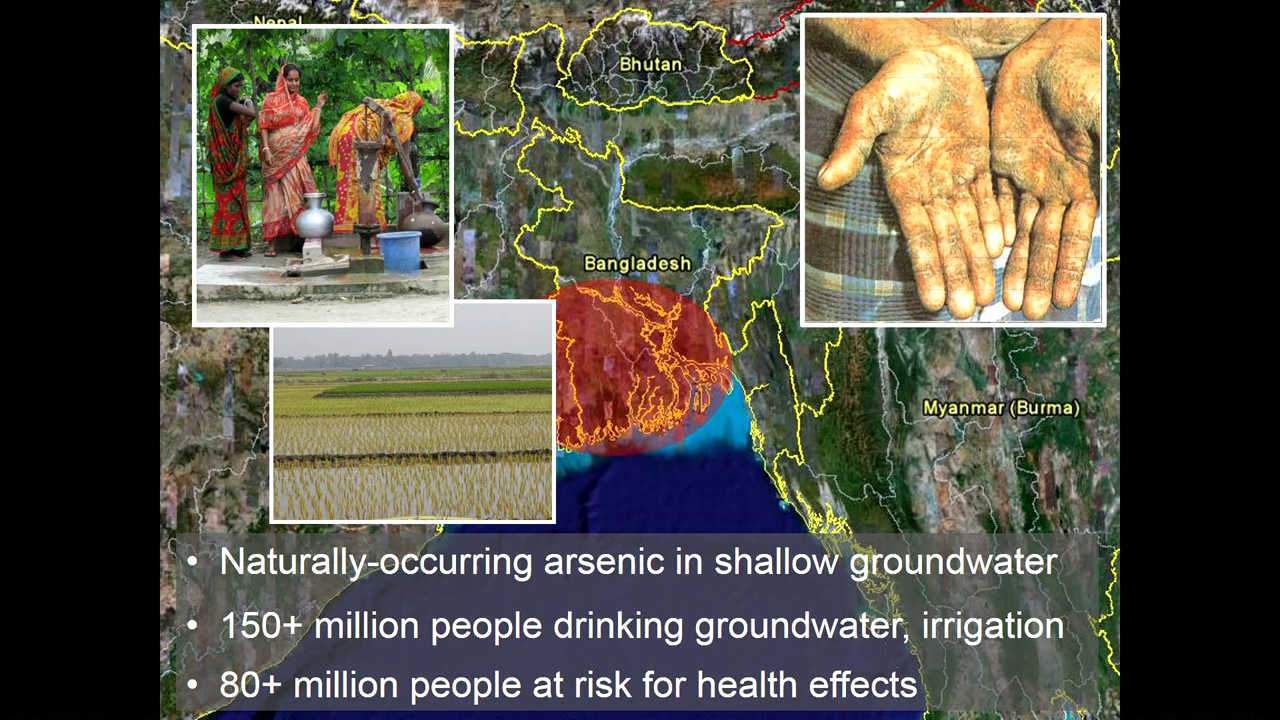 Nepal
Bhutan
Bangladesh
Myanmar (Burma)
• Naturally-occurring arsenic in shallow groundwater
• 150+ million people drinking groundwater, irrigation
• 80+ million people at risk for health effects